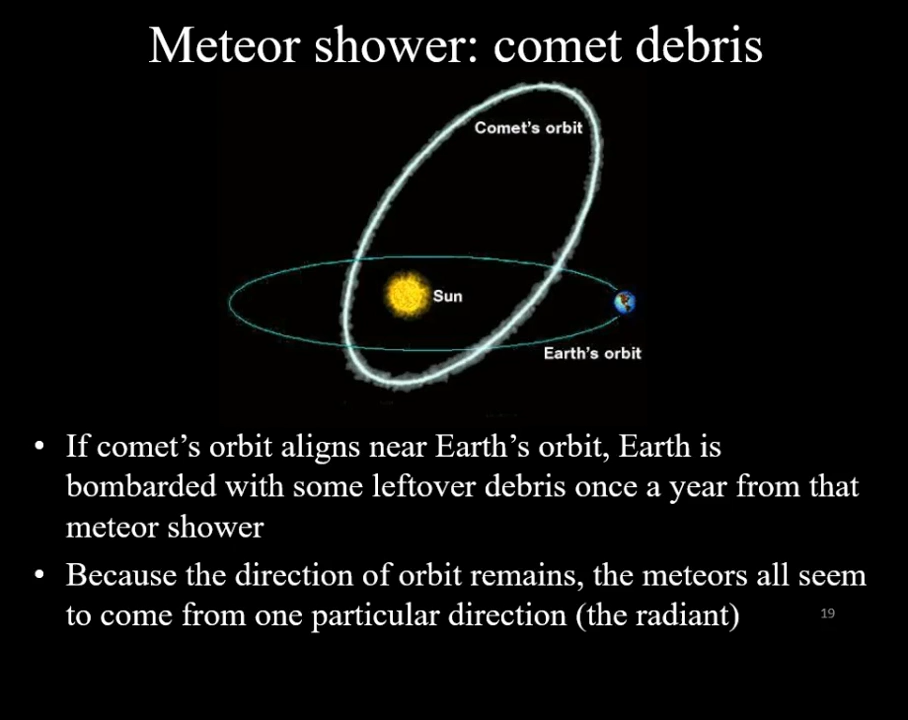 Meteor shower: comet debris
Comet's orbit
Sun
Earth's orbit
• If comet's orbit aligns near Earth's orbit, Earth is
bombarded with some leftover debris once a year from that
meteor shower
• Because the direction of orbit remains, the meteors all seem
to come from one particular direction (the radiant)
19